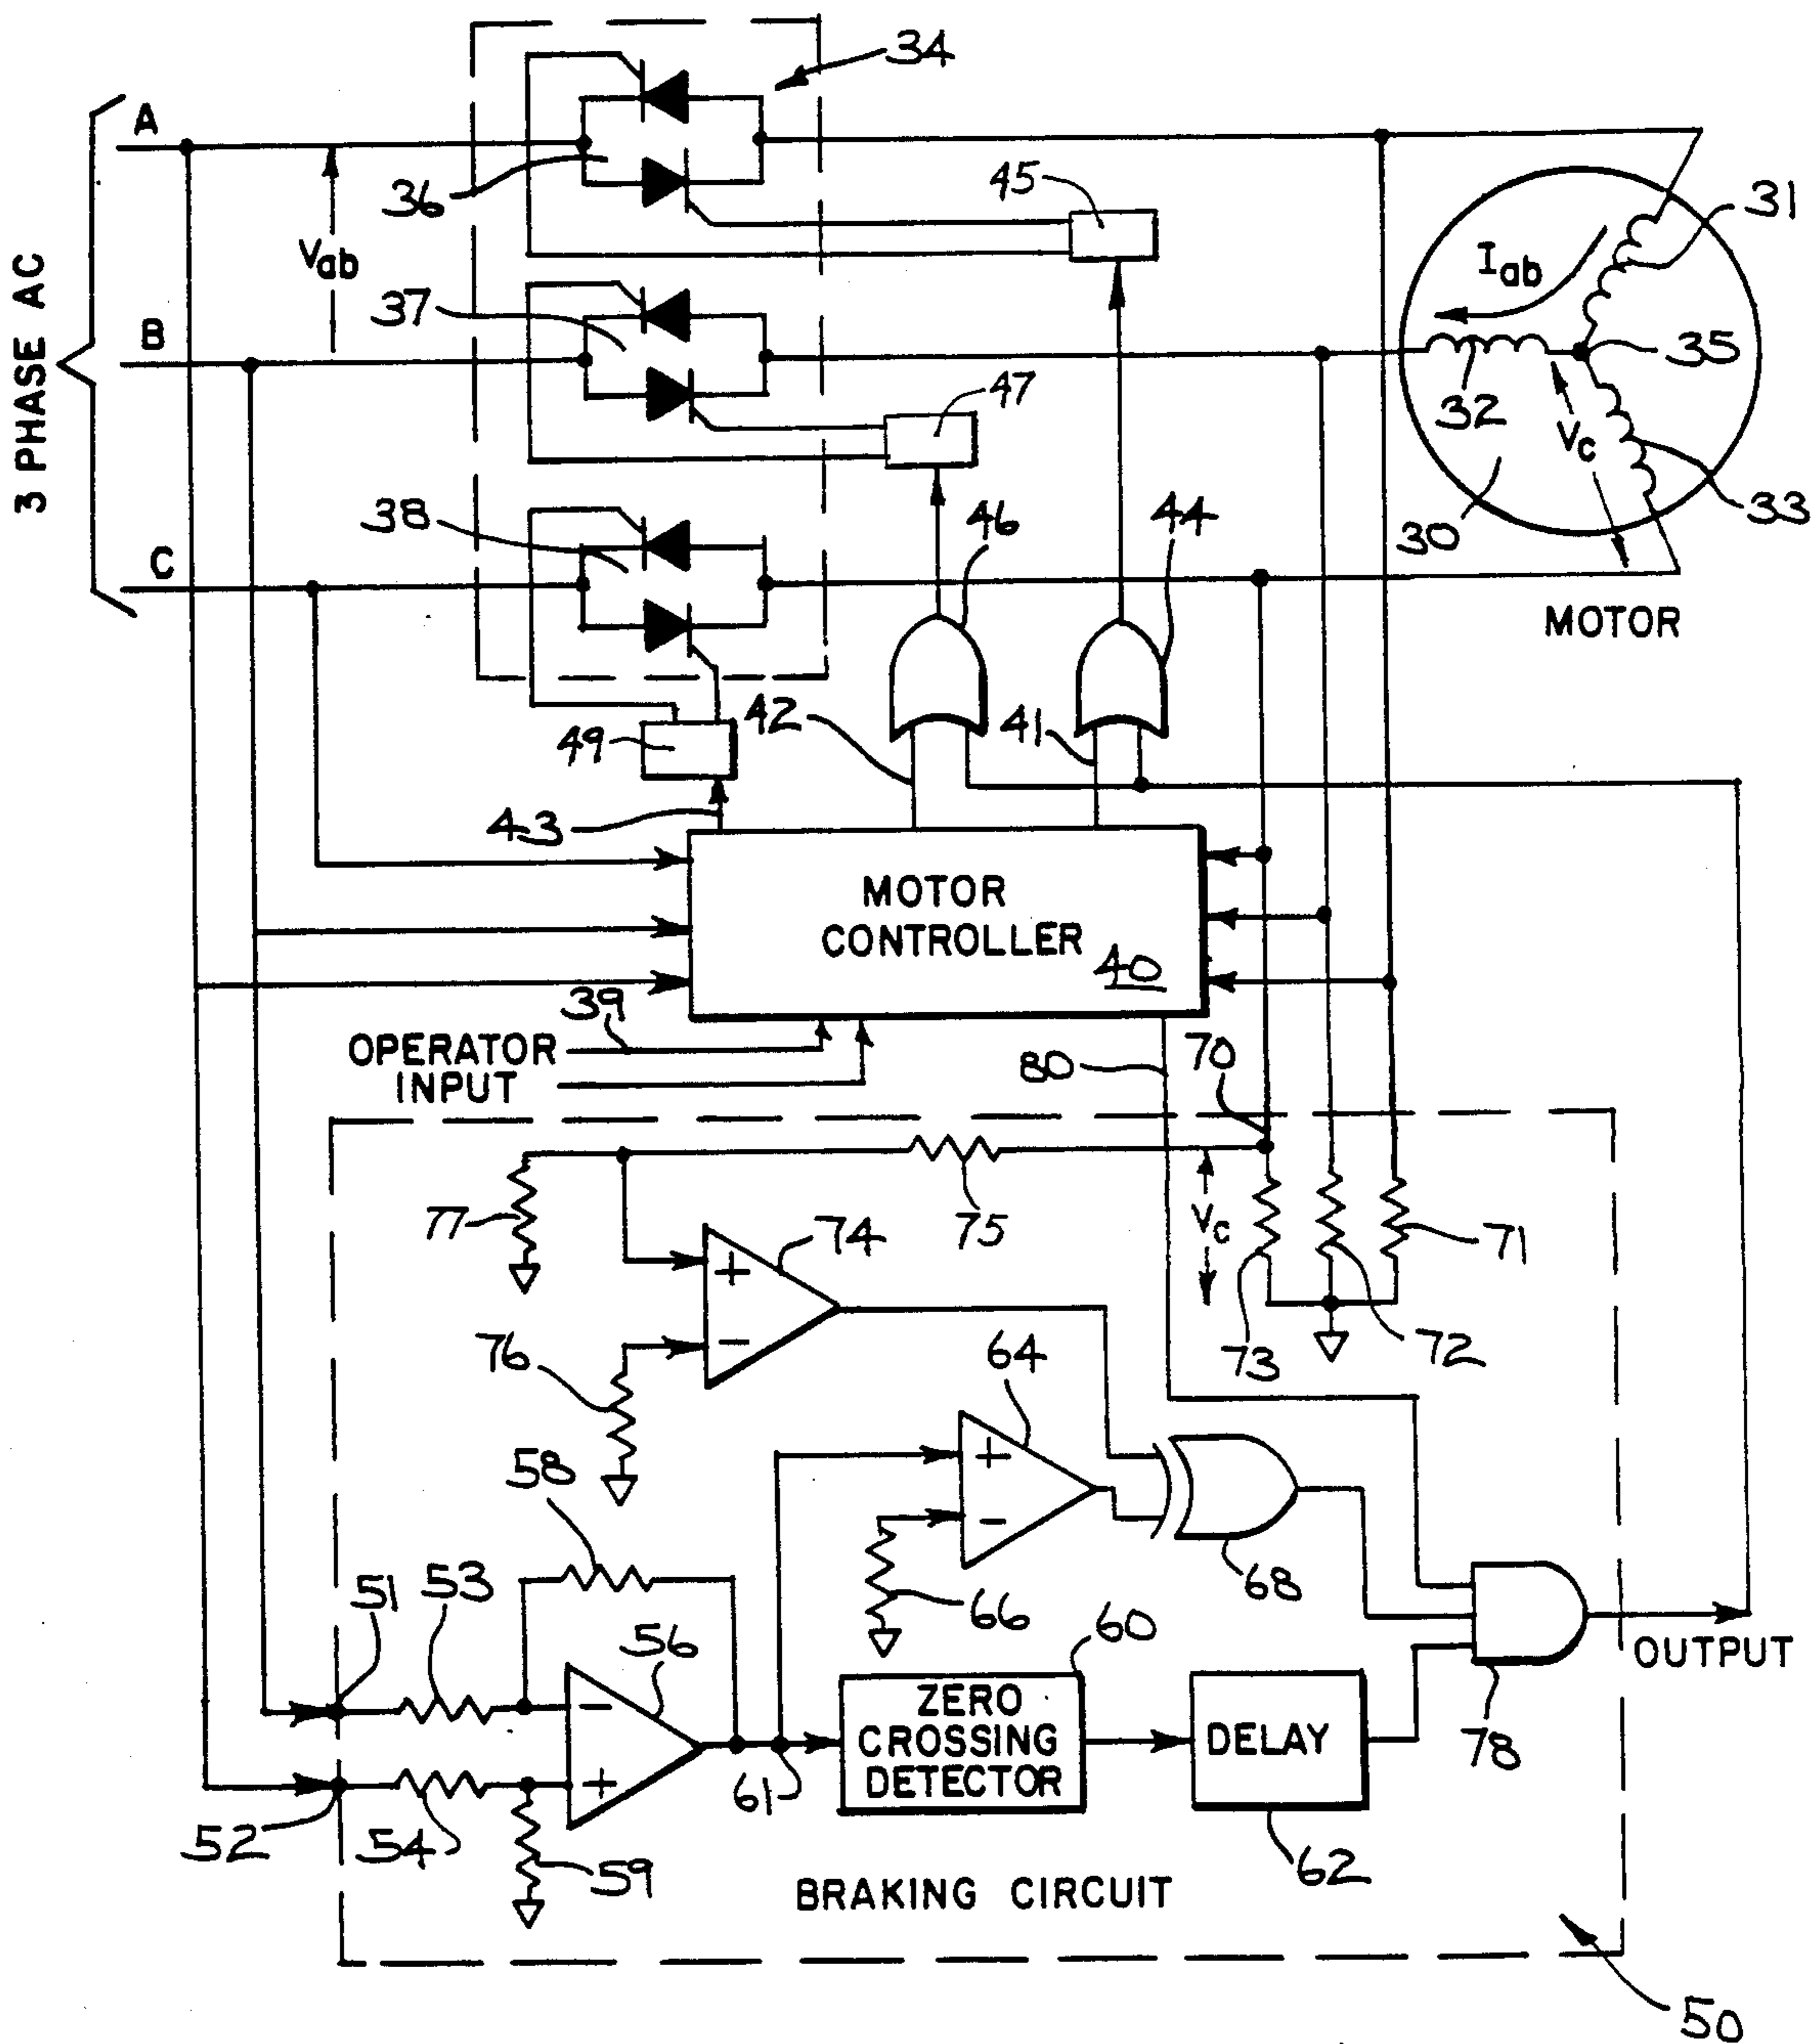 34
A
36
45
31
Vab
Iab
3 PHASE AC
37
B
35
47
32
Vc
38
46
44
33
30
C
MOTOR
42
41
49
43
MOTOR
CONTROLLER
40
39
OPERATOR
INPUT
80
70
77
74
75
Vc
71
+
−
76
73
72
64
58
+
−
51
53
56
66
68
60
OUTPUT
−
ZERO
CROSSING
DETECTOR
DELAY
78
+
61
52
54
59
62
BRAKING CIRCUIT
50